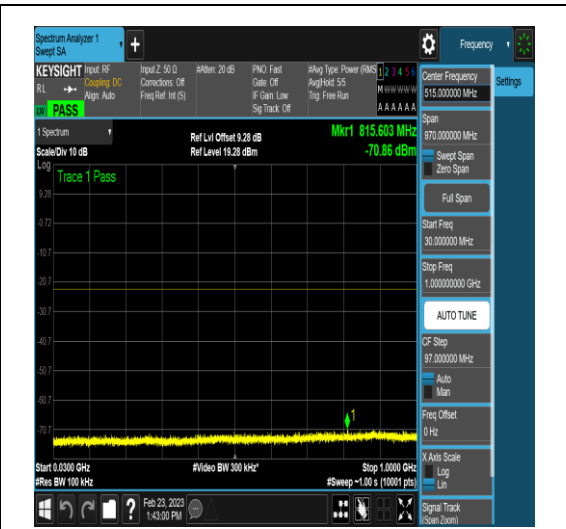 Spectrum Analyzer 1
Swept SA
+
Frequency
KEYSIGHT
RL
PASS
Input: RF
Coupling: DC
Align: Auto
Input Z: 50 Ω
Corrections: Off
Freq Ref: Int (S)
#Atten: 20 dB
PNO: Fast
Gate: Off
IF Gain: Low
Sig Track: Off
#Avg Type: Power (RMS
Avg|Hold: 5/5
Trig: Free Run
1 2 3 4 5 6
M W W W W W
A A A A A A
1 Spectrum
Scale/Div 10 dB
Log
Ref Lvl Offset 9.28 dB
Ref Level 19.28 dBm
Mkr1 815.603 MHz
-70.86 dBm
Trace 1 Pass
9.28
-0.72
-10.7
-20.7
-30.7
-40.7
-50.7
-60.7
-70.7
1
Start 0.0300 GHz
#Res BW 100 kHz
#Video BW 300 kHz*
Stop 1.0000 GHz
#Sweep ~1.00 s (10001 pts)
Feb 23, 2023
1:43:00 PM
?
Center Frequency
515.000000 MHz
Settings
Span
970.000000 MHz
Swept Span
Zero Span
Full Span
Start Freq
30.000000 MHz
Stop Freq
1.000000000 GHz
AUTO TUNE
CF Step
97.000000 MHz
Auto
Man
Freq Offset
0 Hz
X Axis Scale
Log
Lin
Signal Track
(Span Zoom)